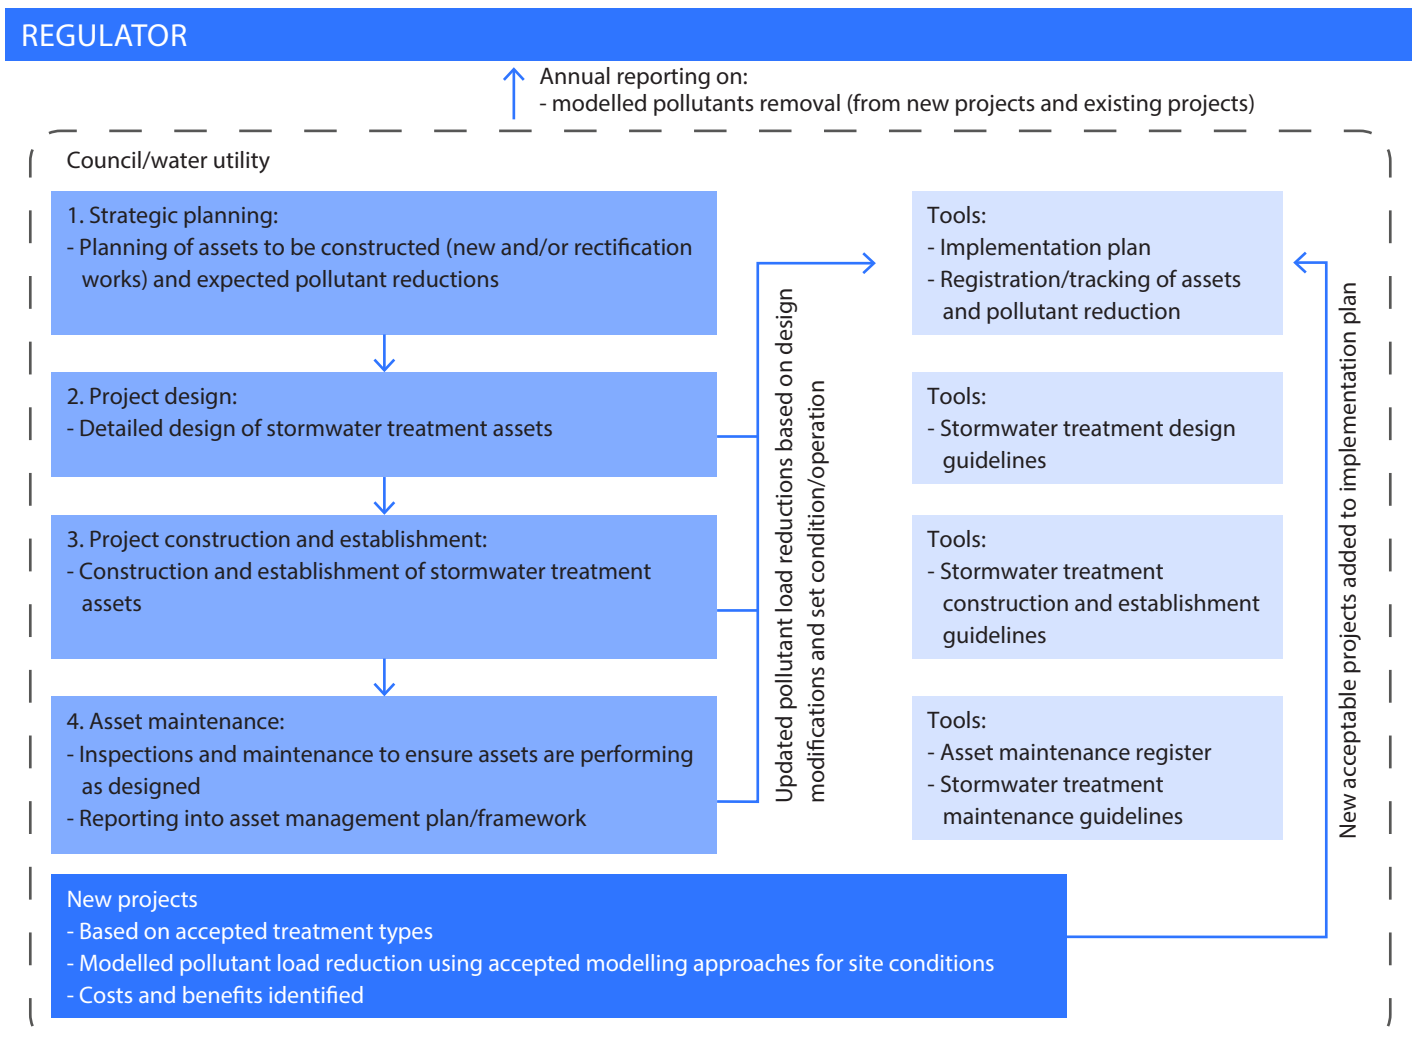 REGULATOR
Annual reporting on:
- modelled pollutants removal (from new projects and existing projects)
Council/water utility
1. Strategic planning:
- Planning of assets to be constructed (new and/or rectification
works) and expected pollutant reductions
2. Project design:
- Detailed design of stormwater treatment assets
3. Project construction and establishment:
- Construction and establishment of stormwater treatment
assets
4. Asset maintenance:
- Inspections and maintenance to ensure assets are performing
as designed
- Reporting into asset management plan/framework
Updated pollutant load reductions based on design
modifications and set condition/operation
Tools:
- Implementation plan
- Registration/tracking of assets
and pollutant reduction
Tools:
- Stormwater treatment design
guidelines
Tools:
- Stormwater treatment
construction and establishment
guidelines
Tools:
- Asset maintenance register
- Stormwater treatment
maintenance guidelines
New acceptable projects added to implementation plan
New projects
- Based on accepted treatment types
- Modelled pollutant load reduction using accepted modelling approaches for site conditions
- Costs and benefits identified